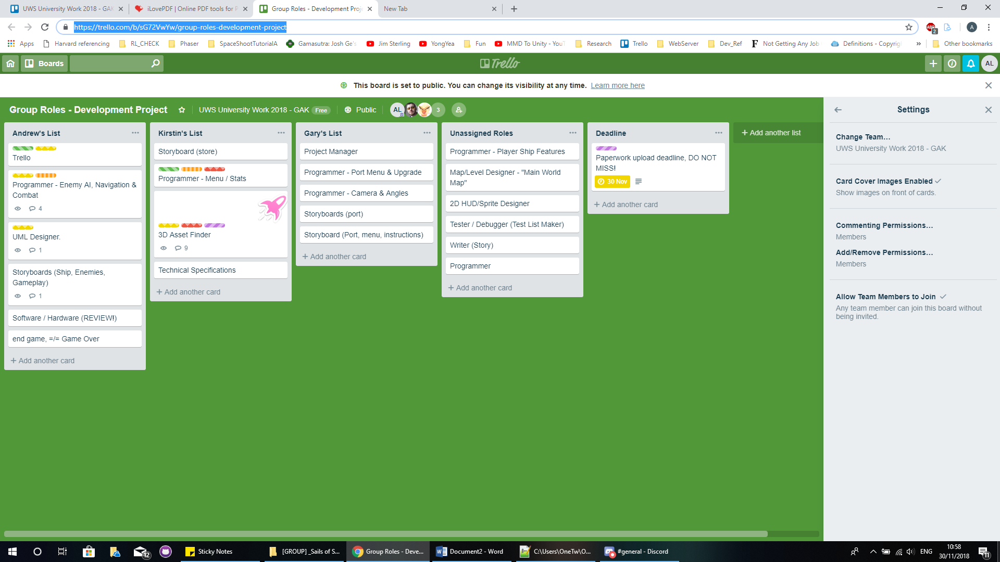 UWS University Work 2018 - GAK
iLovePDF | Online PDF tools for P
Group Roles - Development Proje
New Tab
https://trello.com/b/sG72VwYw/group-roles-development-project
ABP
2
A
Apps
Harvard referencing
RL_CHECK
Phaser
SpaceShootTutorialA
Gamasutra: Josh Ge's
Jim Sterling
YongYea
Fun
MMD To Unity - YouT
Research
Trello
WebServer
Dev_Ref
Not Getting Any Job
Definitions - Copyrig
»
Other bookmarks
Boards
Trello
AL
This board is set to public. You can change its visibility at any time. Learn more here
Group Roles - Development Project
UWS University Work 2018 - GAK Free
Public
AL
3
Andrew's List
Trello
Programmer - Enemy AI, Navigation &
Combat
4
UML Designer.
1
Storyboards (Ship, Enemies,
Gameplay)
1
Software / Hardware (REVIEW!)
end game, =/= Game Over
+ Add another card
Kirstin's List
Storyboard (store)
Programmer - Menu / Stats
3D Asset Finder
9
Technical Specifications
+ Add another card
Gary's List
Project Manager
Programmer - Port Menu & Upgrade
Programmer - Camera & Angles
Storyboards (port)
Storyboard (Port, menu, instructions)
+ Add another card
Unassigned Roles
Programmer - Player Ship Features
Map/Level Designer - "Main World
Map"
2D HUD/Sprite Designer
Tester / Debugger (Test List Maker)
Writer (Story)
Programmer
+ Add another card
Deadline
Paperwork upload deadline, DO NOT
MISS!
30 Nov
+ Add another card
+ Add another list
Settings
Change Team…
UWS University Work 2018 - GAK
Card Cover Images Enabled
Show images on front of cards.
Commenting Permissions…
Members
Add/Remove Permissions…
Members
Allow Team Members to Join
Any team member can join this board without
being invited.
12
Sticky Notes
[GROUP] _Sails of S...
Group Roles - Deve...
Document2 - Word
C:\Users\OneTw\O...
#general - Discord
ENG
10:58
30/11/2018
11